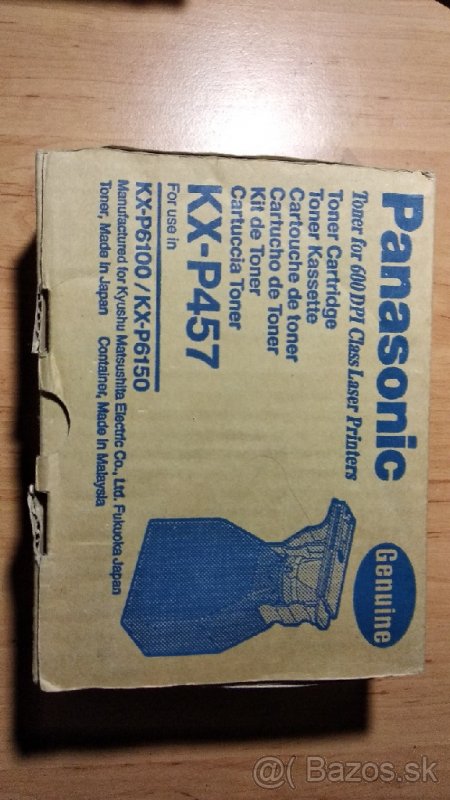 Panasonic
Toner for 600 DPI Class Laser Printers
Toner Cartridge
Toner Kassette
Cartouche de toner
Cartucho de Toner
Kit de Toner
Cartuccia Toner
KX-P457
For use in
KX-P6100 / KX-P6150
Manufactured for Kyushu Matsushita Electric Co., Ltd. Fukuoka Japan
Toner, Made In Japan Container, Made In Malaysia
Genuine
@( Bazos.sk